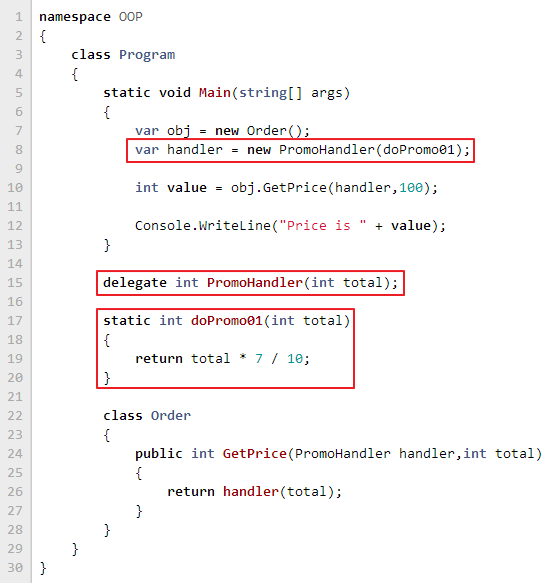 1 namespace OOP
2 {
3     class Program
4     {
5         static void Main(string[] args)
6         {
7             var obj = new Order();
8             var handler = new PromoHandler(doPromo01);
9
10             int value = obj.GetPrice(handler,100);
11
12             Console.WriteLine("Price is " + value);
13         }
14
15         delegate int PromoHandler(int total);
16
17         static int doPromo01(int total)
18         {
19             return total * 7 / 10;
20         }
21
22         class Order
23         {
24             public int GetPrice(PromoHandler handler,int total)
25             {
26                 return handler(total);
27             }
28         }
29     }
30 }